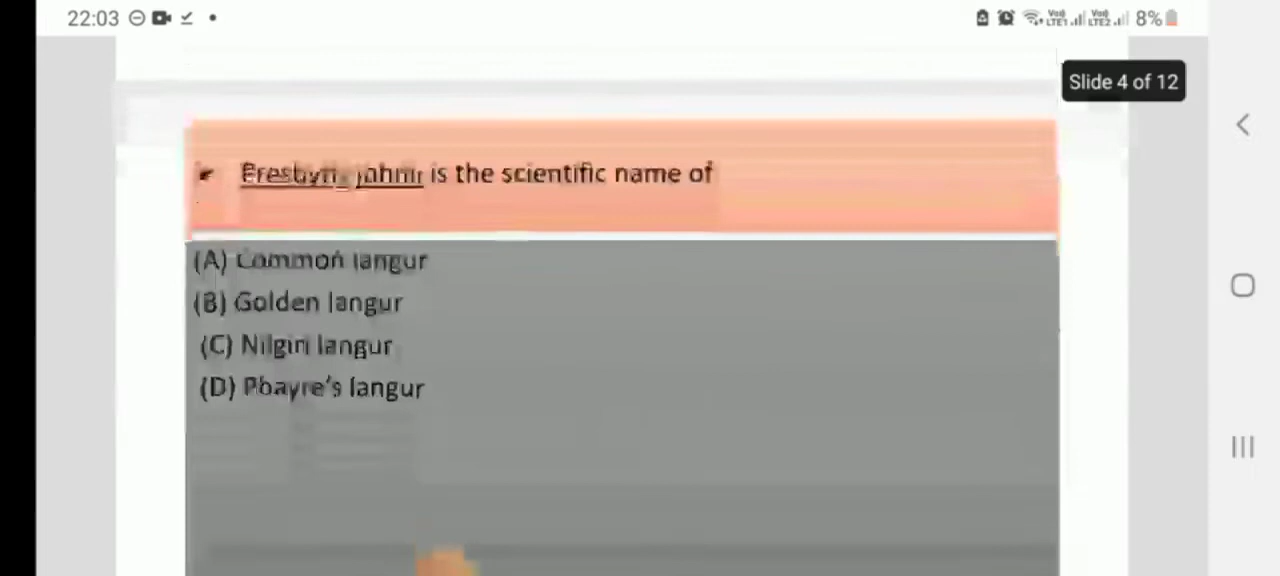 22:03
8%
Slide 4 of 12
is the scientific name of
(A) Common langur
(B) Golden langur
(C) Nilgiri langur
(D) Phayre's langur